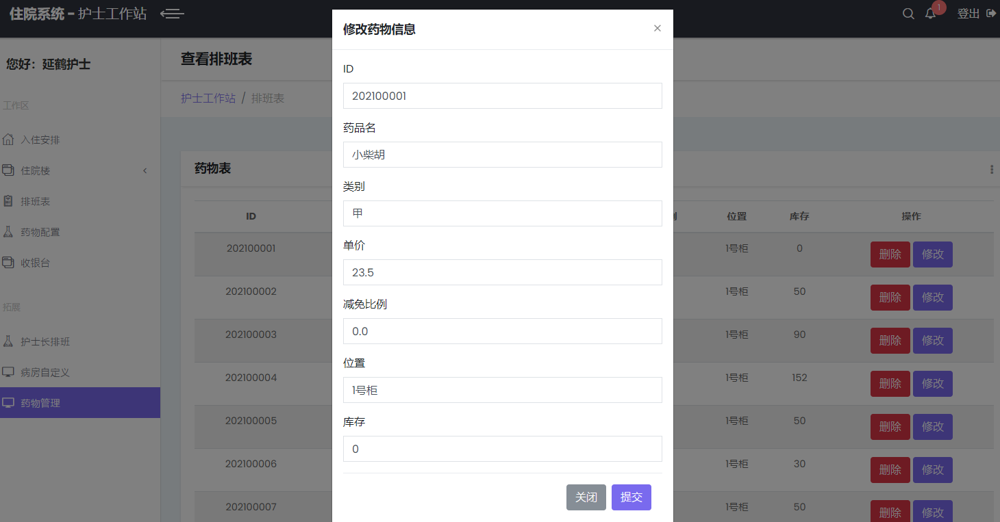 住院系统 - 护士工作站
1
登出
您好：延鹤护士
工作区
入住安排
住院楼
排班表
药物配置
收银台
拓展
护士长排班
病房自定义
药物管理
查看排班表
护士工作站 / 排班表
药物表
ID 位置 库存 操作
202100001 1号柜 0 删除 修改
202100002 1号柜 50 删除 修改
202100003 1号柜 90 删除 修改
202100004 1号柜 152 删除 修改
202100005 1号柜 50 删除 修改
202100006 1号柜 30 删除 修改
202100007 1号柜 50 删除 修改
修改药物信息 ×
ID
202100001
药品名
小柴胡
类别
甲
单价
23.5
减免比例
0.0
位置
1号柜
库存
0
关闭 提交